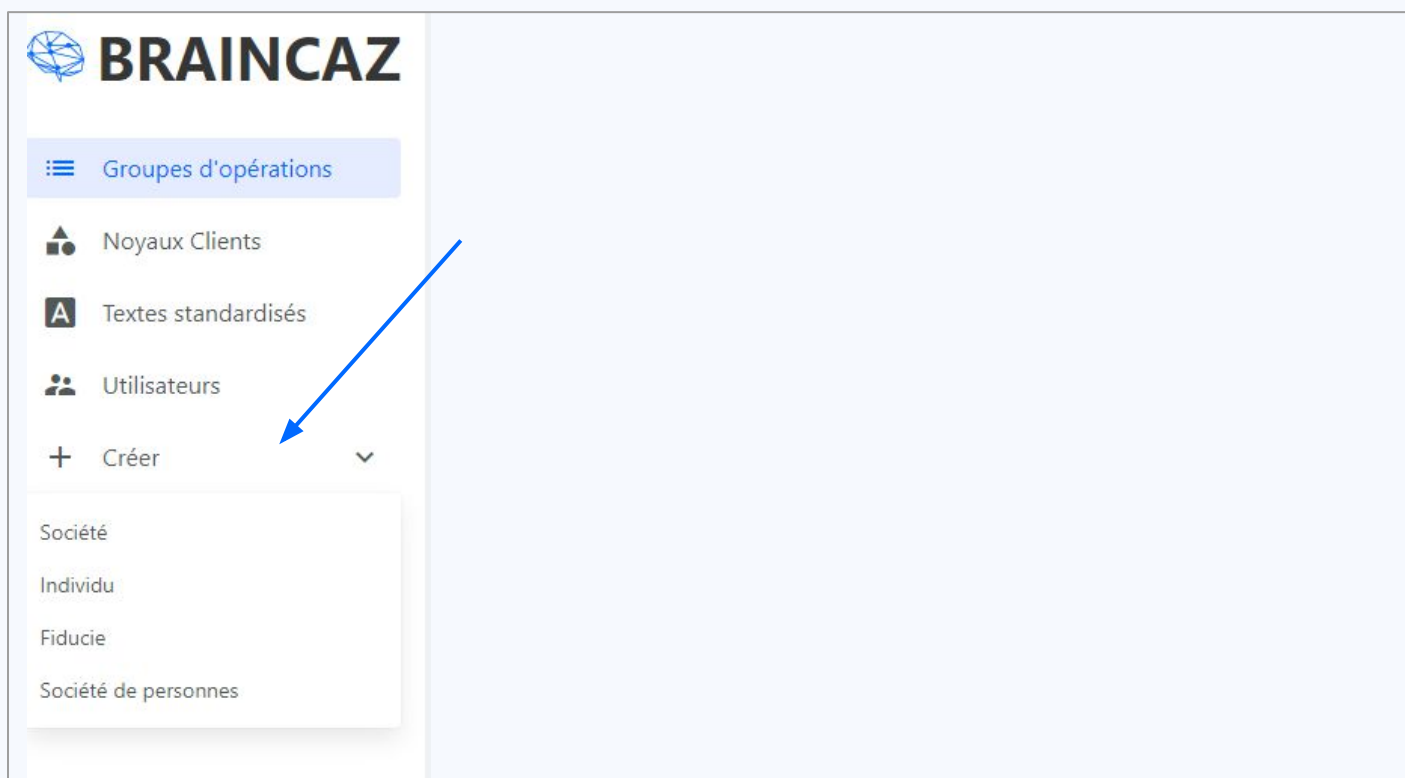 BRAINCAZ
Groupes d'opérations
Noyaux Clients
Textes standardisés
Utilisateurs
Créer
Société
Individu
Fiducie
Société de personnes